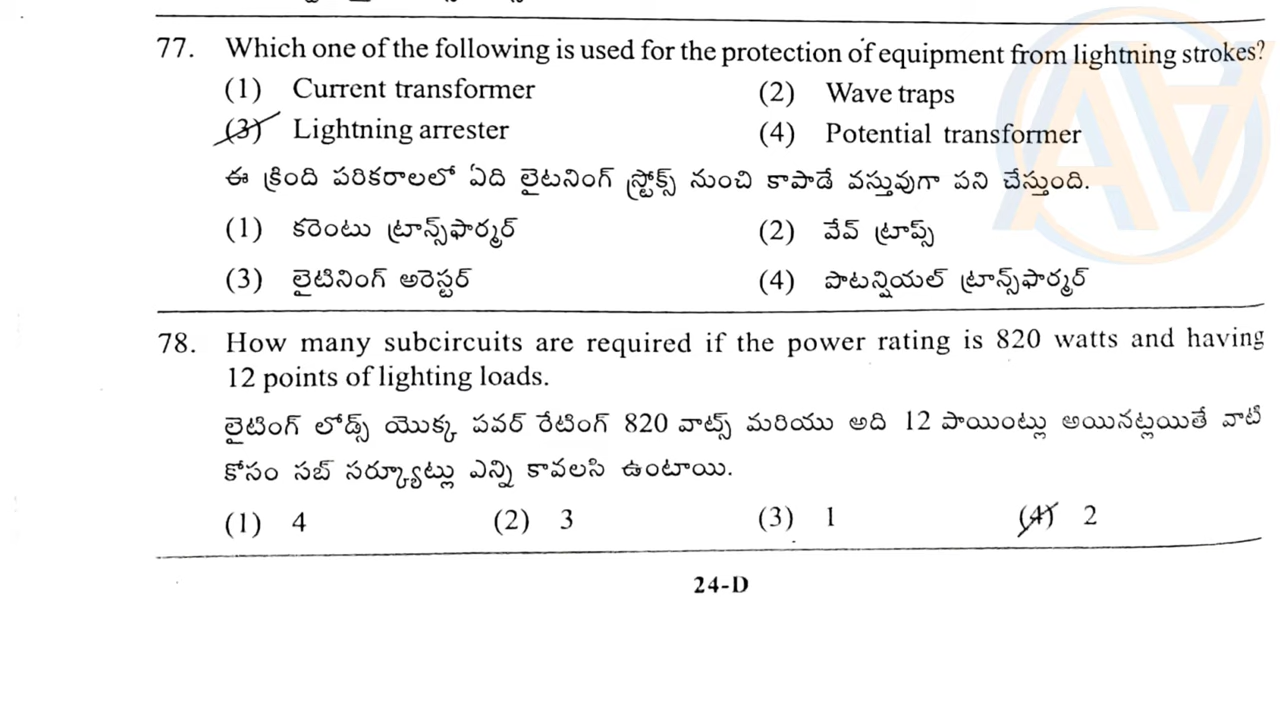 77. Which one of the following is used for the protection of equipment from lightning strokes?
(1) Current transformer (2) Wave traps
(3) Lightning arrester (4) Potential transformer
ఈ క్రింది పరికరాలలో ఏది లైటనింగ్ స్ట్రోక్స్ నుంచి కాపాడే వస్తువుగా పని చేస్తుంది.
(1) కరెంటు ట్రాన్స్‌ఫార్మర్ (2) వేవ్ ట్రాప్స్
(3) లైటినింగ్ అరెస్టర్ (4) పొటన్షియల్ ట్రాన్స్‌ఫార్మర్
78. How many subcircuits are required if the power rating is 820 watts and having
12 points of lighting loads.
లైటింగ్ లోడ్స్ యొక్క పవర్ రేటింగ్ 820 వాట్స్ మరియు అది 12 పాయింట్లు అయినట్లయితే వాటి
కోసం సబ్ సర్క్యూట్లు ఎన్ని కావలసి ఉంటాయి.
(1) 4 (2) 3 (3) 1 (4) 2
24-D